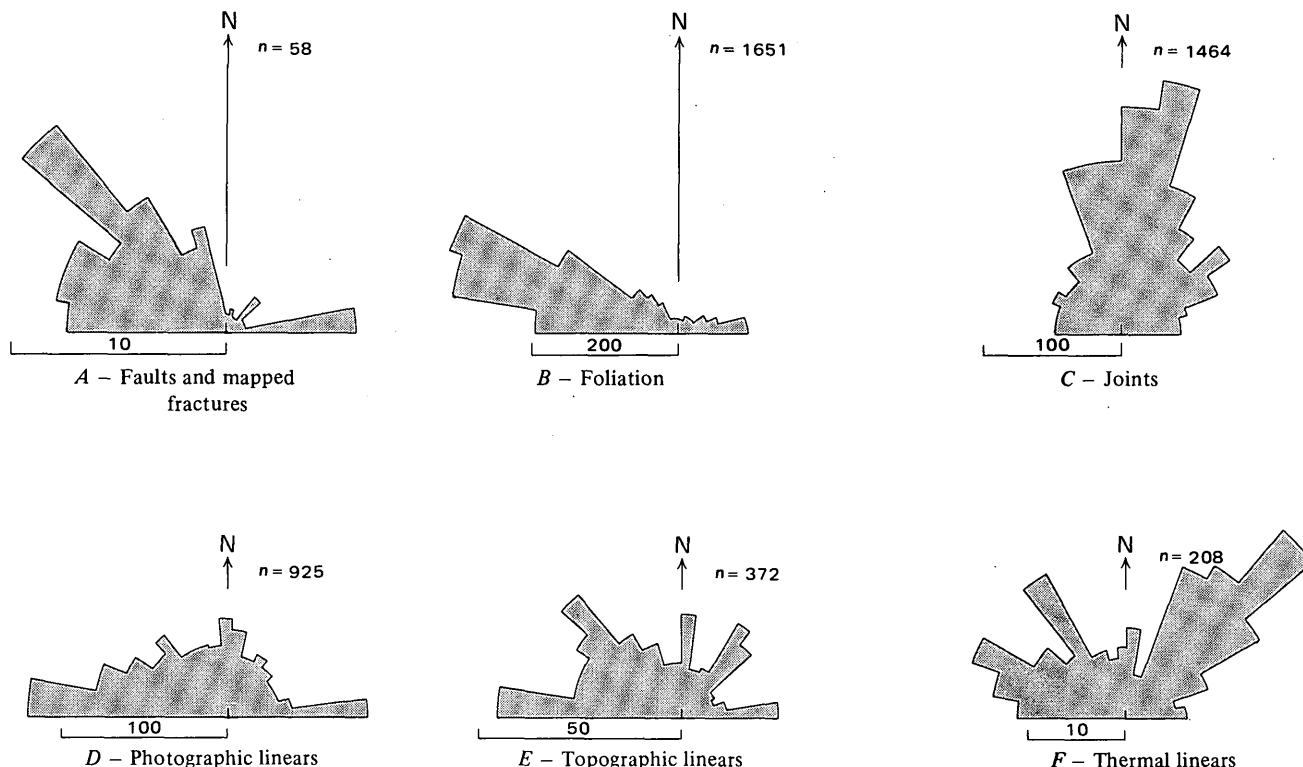 N
n = 58
10
A – Faults and mapped
fractures
N
n = 1651
200
B – Foliation
N
n = 1464
100
C – Joints
N
n = 925
100
D – Photographic linears
N
n = 372
50
E – Topographic linears
N
n = 208
10
F – Thermal linears